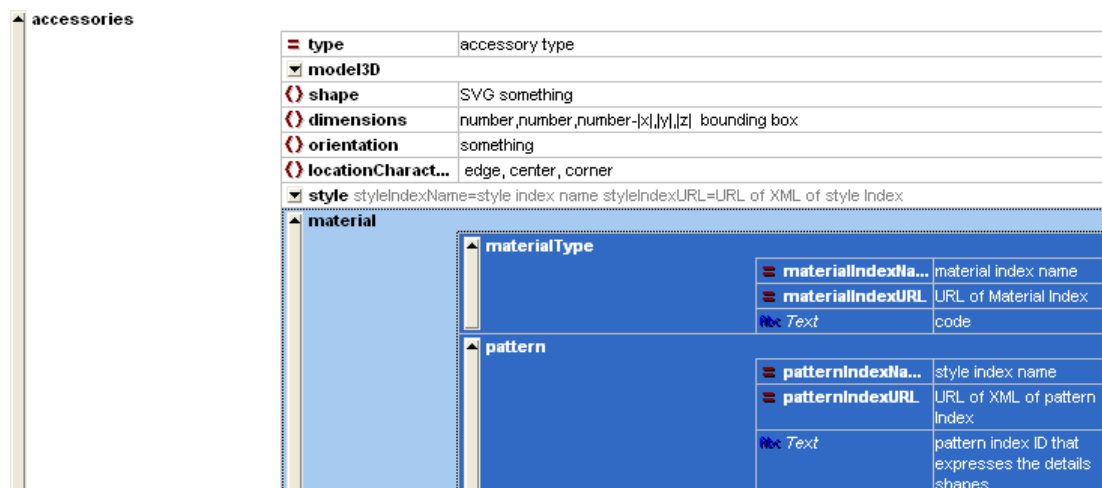 accessories
= type accessory type
model3D
() shape SVG something
() dimensions number,number,number-|x|,|y|,|z| bounding box
() orientation something
() locationCharact... edge, center, corner
style styleIndexName=style index name styleIndexURL=URL of XML of style Index
material
materialType
= materialIndexNa... material index name
= materialIndexURL URL of Material Index
Abc Text code
pattern
= patternIndexNa... style index name
= patternIndexURL URL of XML of pattern
Index
Abc Text pattern index ID that
expresses the details
shapes